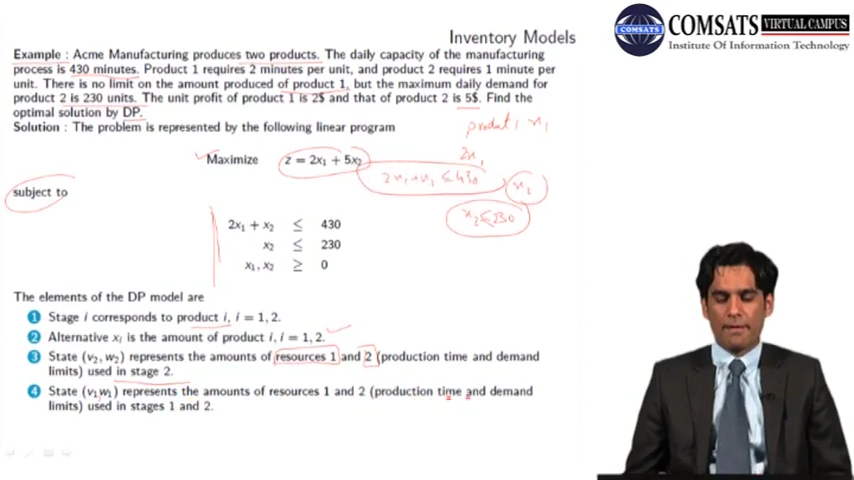 Inventory Models
COMSATS VIRTUAL CAMPUS
Institute Of Information Technology
Example : Acme Manufacturing produces two products. The daily capacity of the manufacturing
process is 430 minutes. Product 1 requires 2 minutes per unit, and product 2 requires 1 minute per
unit. There is no limit on the amount produced of product 1, but the maximum daily demand for
product 2 is 230 units. The unit profit of product 1 is 2$ and that of product 2 is 5$. Find the
optimal solution by DP.
Solution : The problem is represented by the following linear program
product 1 x₁
2x₁
Maximize z = 2x₁ + 5x₂
2x₁+x₂ ≤ 430
x₂
subject to
x₂ ≤ 230
2x₁ + x₂ ≤ 430
x₂ ≤ 230
x₁, x₂ ≥ 0
The elements of the DP model are
1 Stage i corresponds to product i, i = 1, 2.
2 Alternative xᵢ is the amount of product i, i = 1, 2.
3 State (v₂, w₂) represents the amounts of resources 1 and 2 (production time and demand
limits) used in stage 2.
4 State (v₁w₁) represents the amounts of resources 1 and 2 (production time and demand
limits) used in stages 1 and 2.